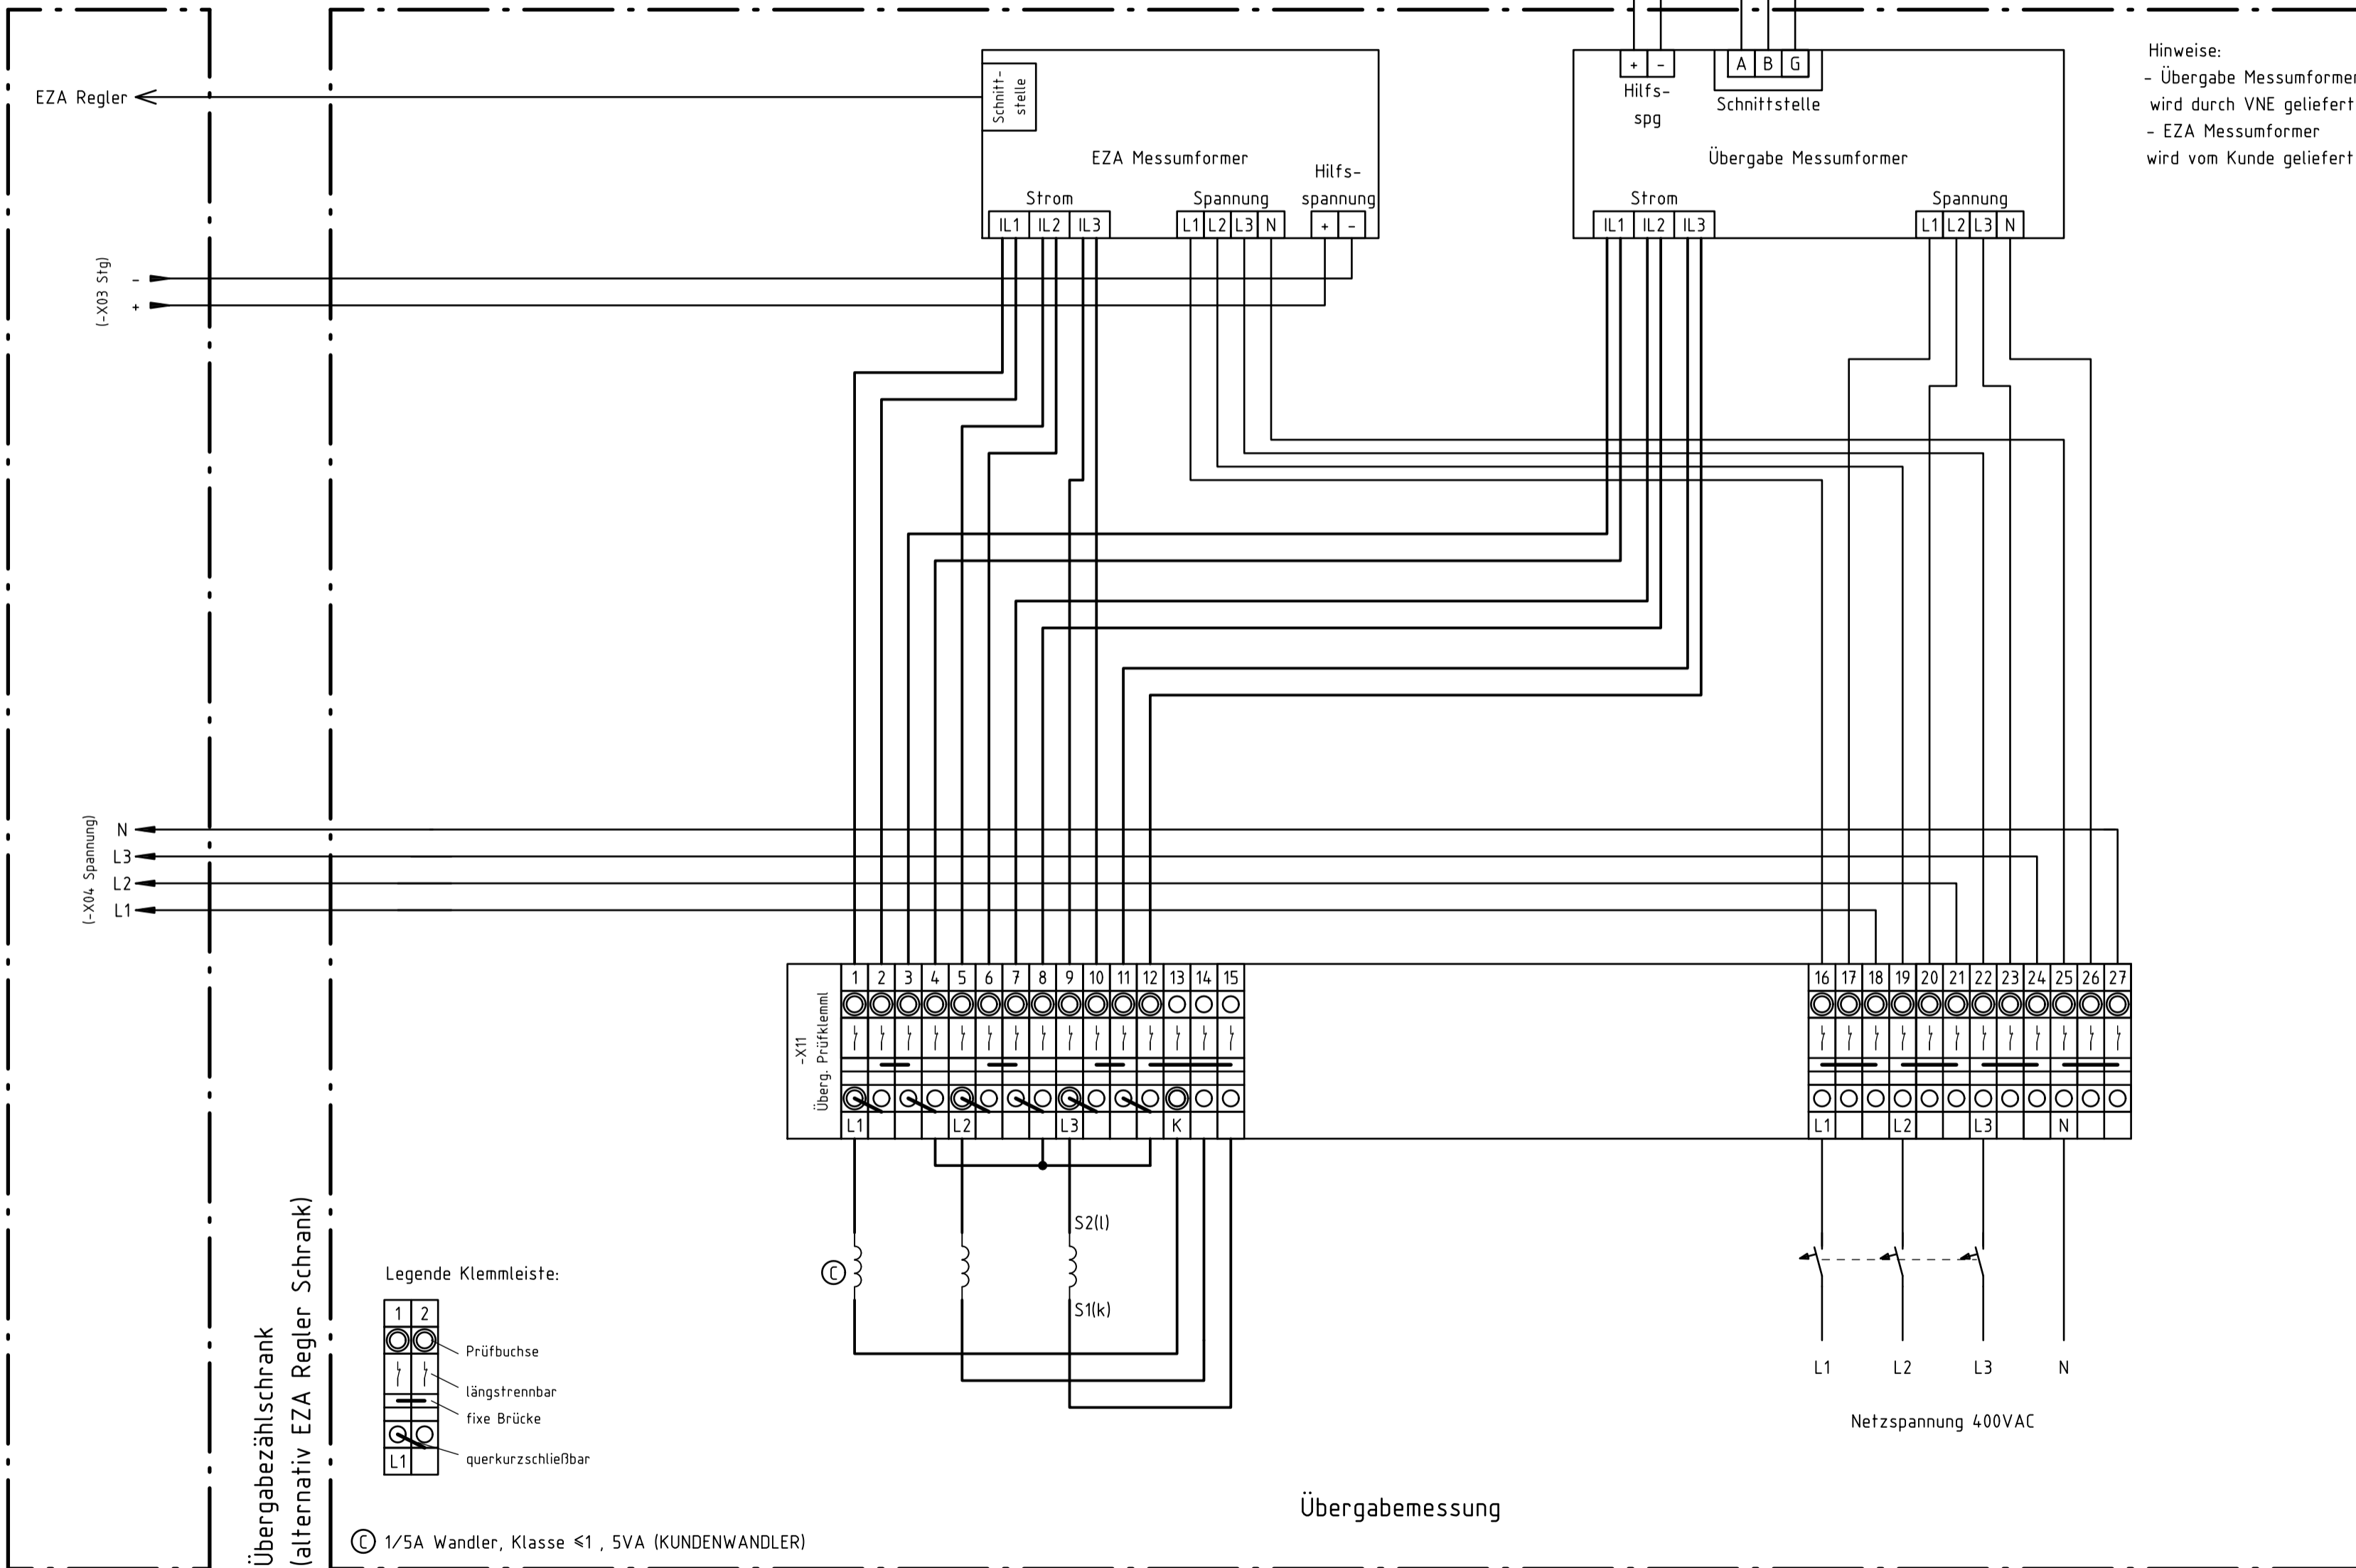 Hinweise:
- Übergabe Messumformer
wird durch VNE geliefert
- EZA Messumformer
wird vom Kunde geliefert
EZA Regler
Schnitt-
stelle
EZA Messumformer
Hilfs-
spannung
Strom
Spannung
IL1 IL2 IL3
L1 L2 L3 N
+ -
+ -
Hilfs-
spg
A B G
Schnittstelle
Übergabe Messumformer
Strom
Spannung
IL1 IL2 IL3
L1 L2 L3 N
(-X03 Stg)
-
+
(-X04 Spannung)
N
L3
L2
L1
-X11
Überg. Prüfklemml
1 2 3 4 5 6 7 8 9 10 11 12 13 14 15
16 17 18 19 20 21 22 23 24 25 26 27
L1 L2 L3 K
L1 L2 L3 N
S2(l)
S1(k)
C
L1 L2 L3 N
Netzspannung 400VAC
Legende Klemmleiste:
1 2
Prüfbuchse
längstrennbar
fixe Brücke
querkurzschließbar
L1
Übergabezählschrank
(alternativ EZA Regler Schrank)
Übergabemessung
C 1/5A Wandler, Klasse ≤1 , 5VA (KUNDENWANDLER)